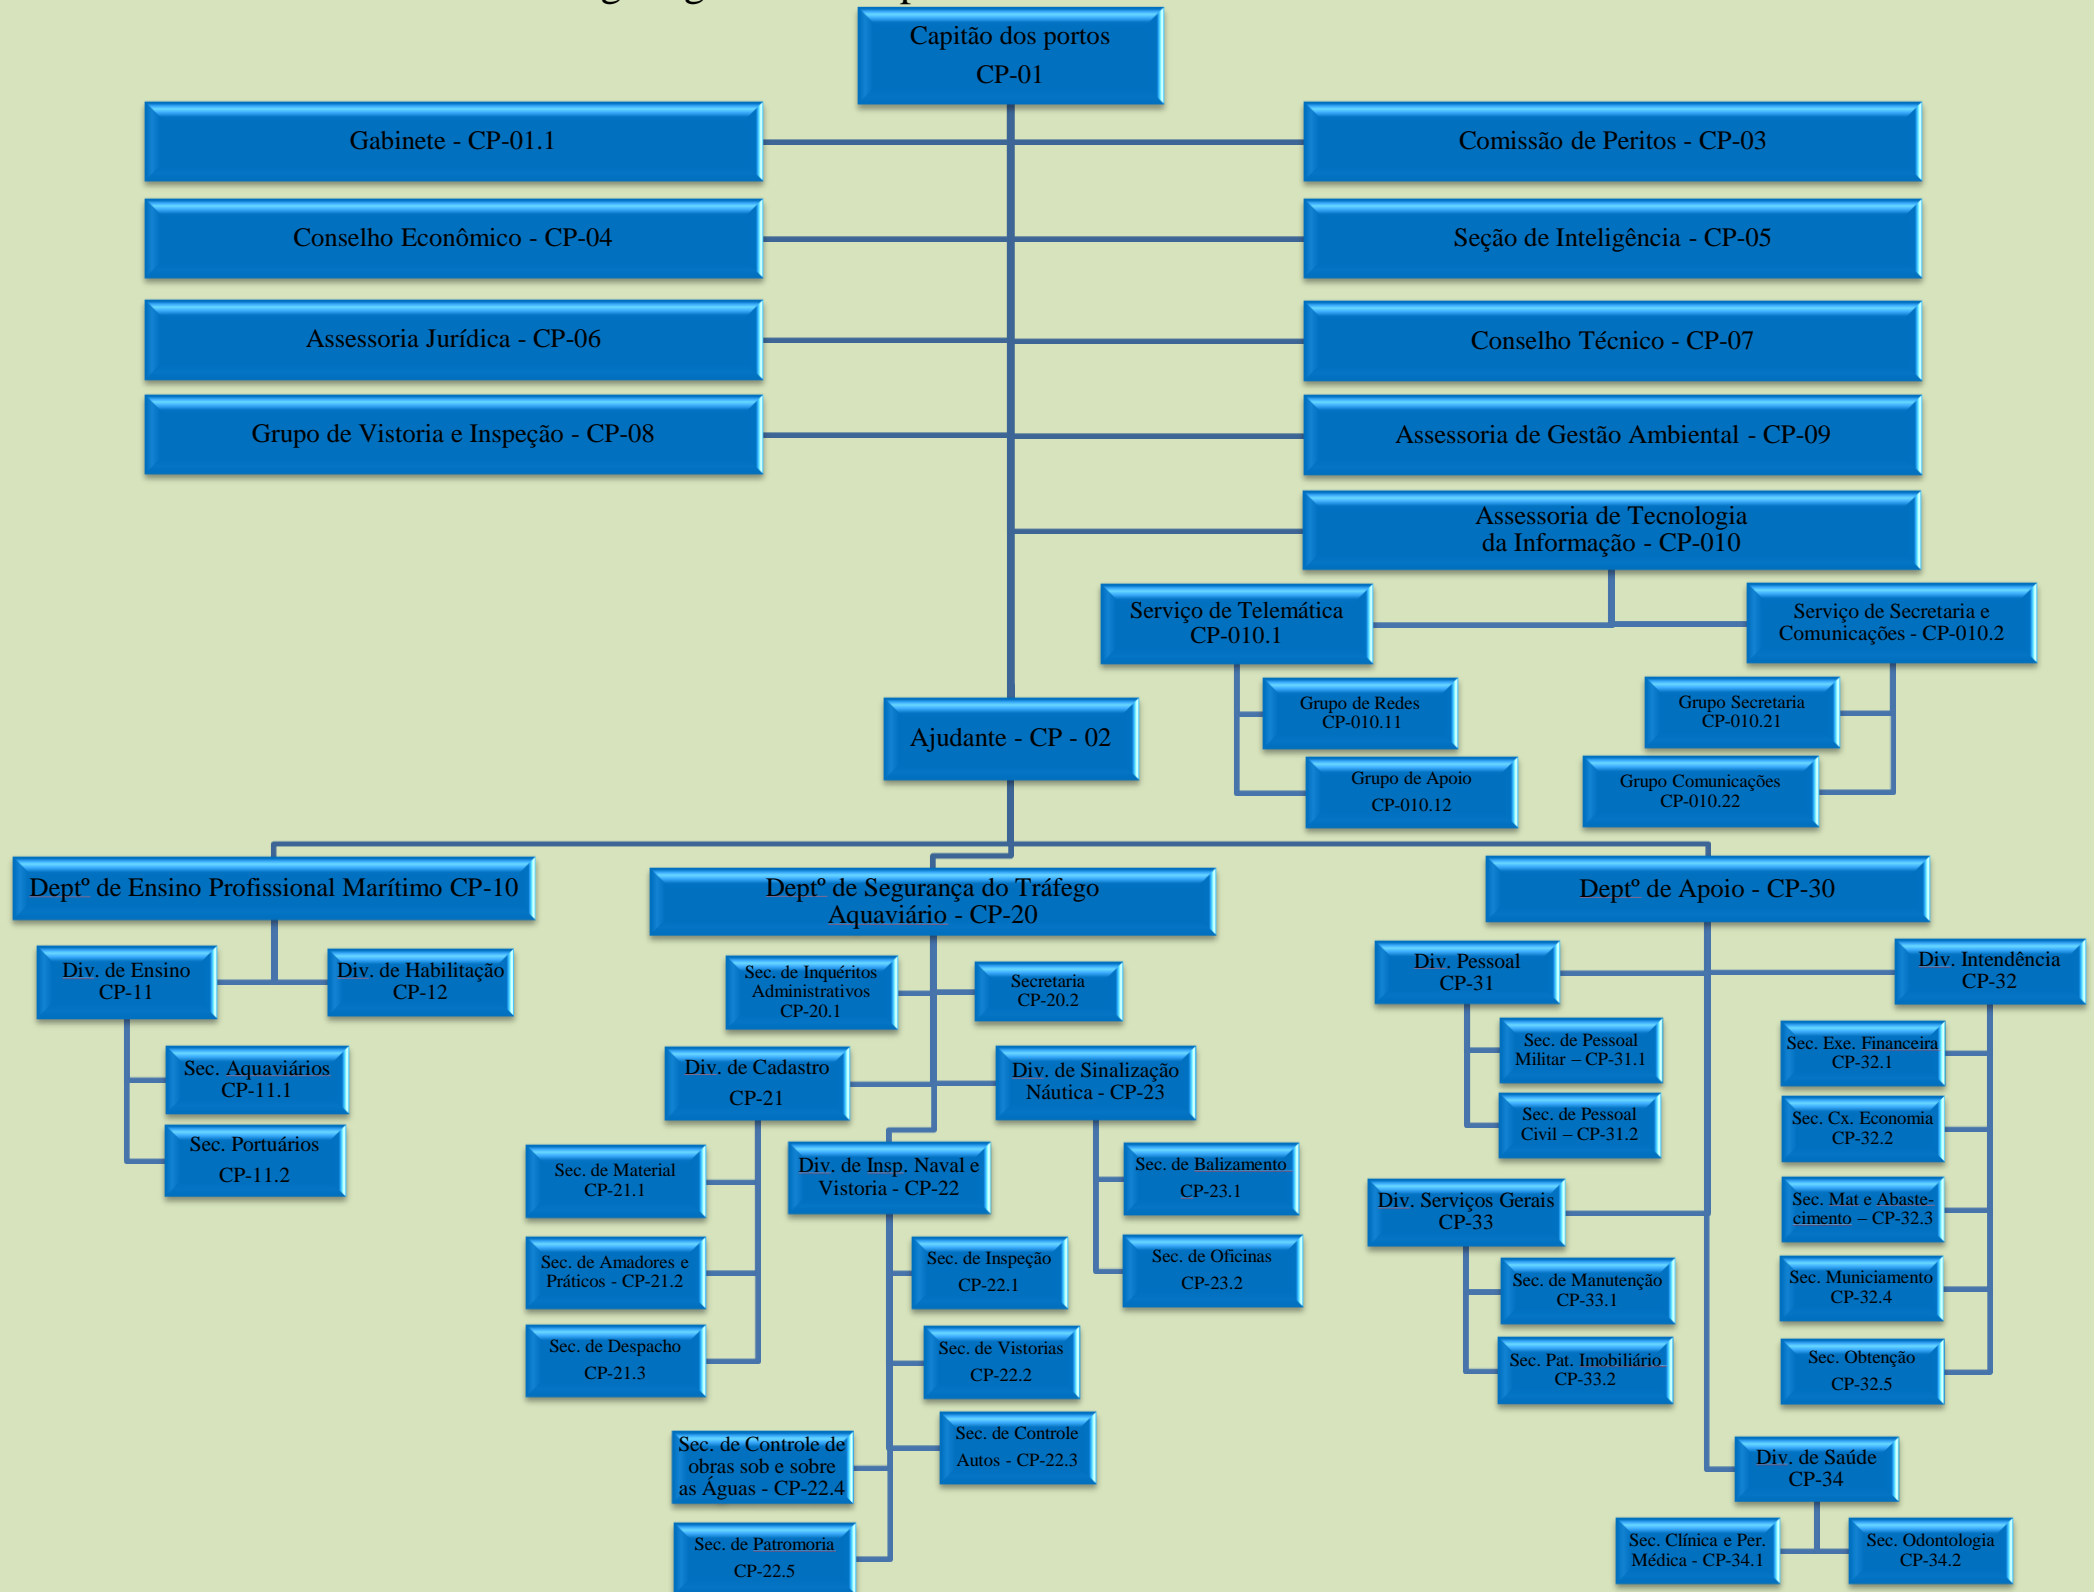 Capitão dos portos
CP-01
Gabinete - CP-01.1
Comissão de Peritos - CP-03
Conselho Econômico - CP-04
Seção de Inteligência - CP-05
Assessoria Jurídica - CP-06
Conselho Técnico - CP-07
Grupo de Vistoria e Inspeção - CP-08
Assessoria de Gestão Ambiental - CP-09
Assessoria de Tecnologia
da Informação - CP-010
Serviço de Telemática
CP-010.1
Serviço de Secretaria e
Comunicações - CP-010.2
Grupo de Redes
CP-010.11
Grupo Secretaria
CP-010.21
Grupo de Apoio
CP-010.12
Grupo Comunicações
CP-010.22
Ajudante - CP - 02
Deptº de Ensino Profissional Marítimo CP-10
Deptº de Segurança do Tráfego
Aquaviário - CP-20
Deptº de Apoio - CP-30
Div. de Ensino
CP-11
Div. de Habilitação
CP-12
Sec. Aquaviários
CP-11.1
Sec. Portuários
CP-11.2
Sec. de Inquéritos
Administrativos
CP-20.1
Secretaria
CP-20.2
Div. de Cadastro
CP-21
Div. de Sinalização
Náutica - CP-23
Sec. de Material
CP-21.1
Sec. de Amadores e
Práticos - CP-21.2
Sec. de Despacho
CP-21.3
Div. de Insp. Naval e
Vistoria - CP-22
Sec. de Balizamento
CP-23.1
Sec. de Oficinas
CP-23.2
Sec. de Inspeção
CP-22.1
Sec. de Vistorias
CP-22.2
Sec. de Controle
Autos - CP-22.3
Sec. de Controle de
obras sob e sobre
as Águas - CP-22.4
Sec. de Patromoria
CP-22.5
Div. Pessoal
CP-31
Div. Intendência
CP-32
Sec. de Pessoal
Militar – CP-31.1
Sec. de Pessoal
Civil – CP-31.2
Sec. Exe. Financeira
CP-32.1
Sec. Cx. Economia
CP-32.2
Sec. Mat e Abaste-
cimento – CP-32.3
Sec. Municiamento
CP-32.4
Sec. Obtenção
CP-32.5
Div. Serviços Gerais
CP-33
Sec. de Manutenção
CP-33.1
Sec. Pat. Imobiliário
CP-33.2
Div. de Saúde
CP-34
Sec. Clínica e Per.
Médica - CP-34.1
Sec. Odontologia
CP-34.2